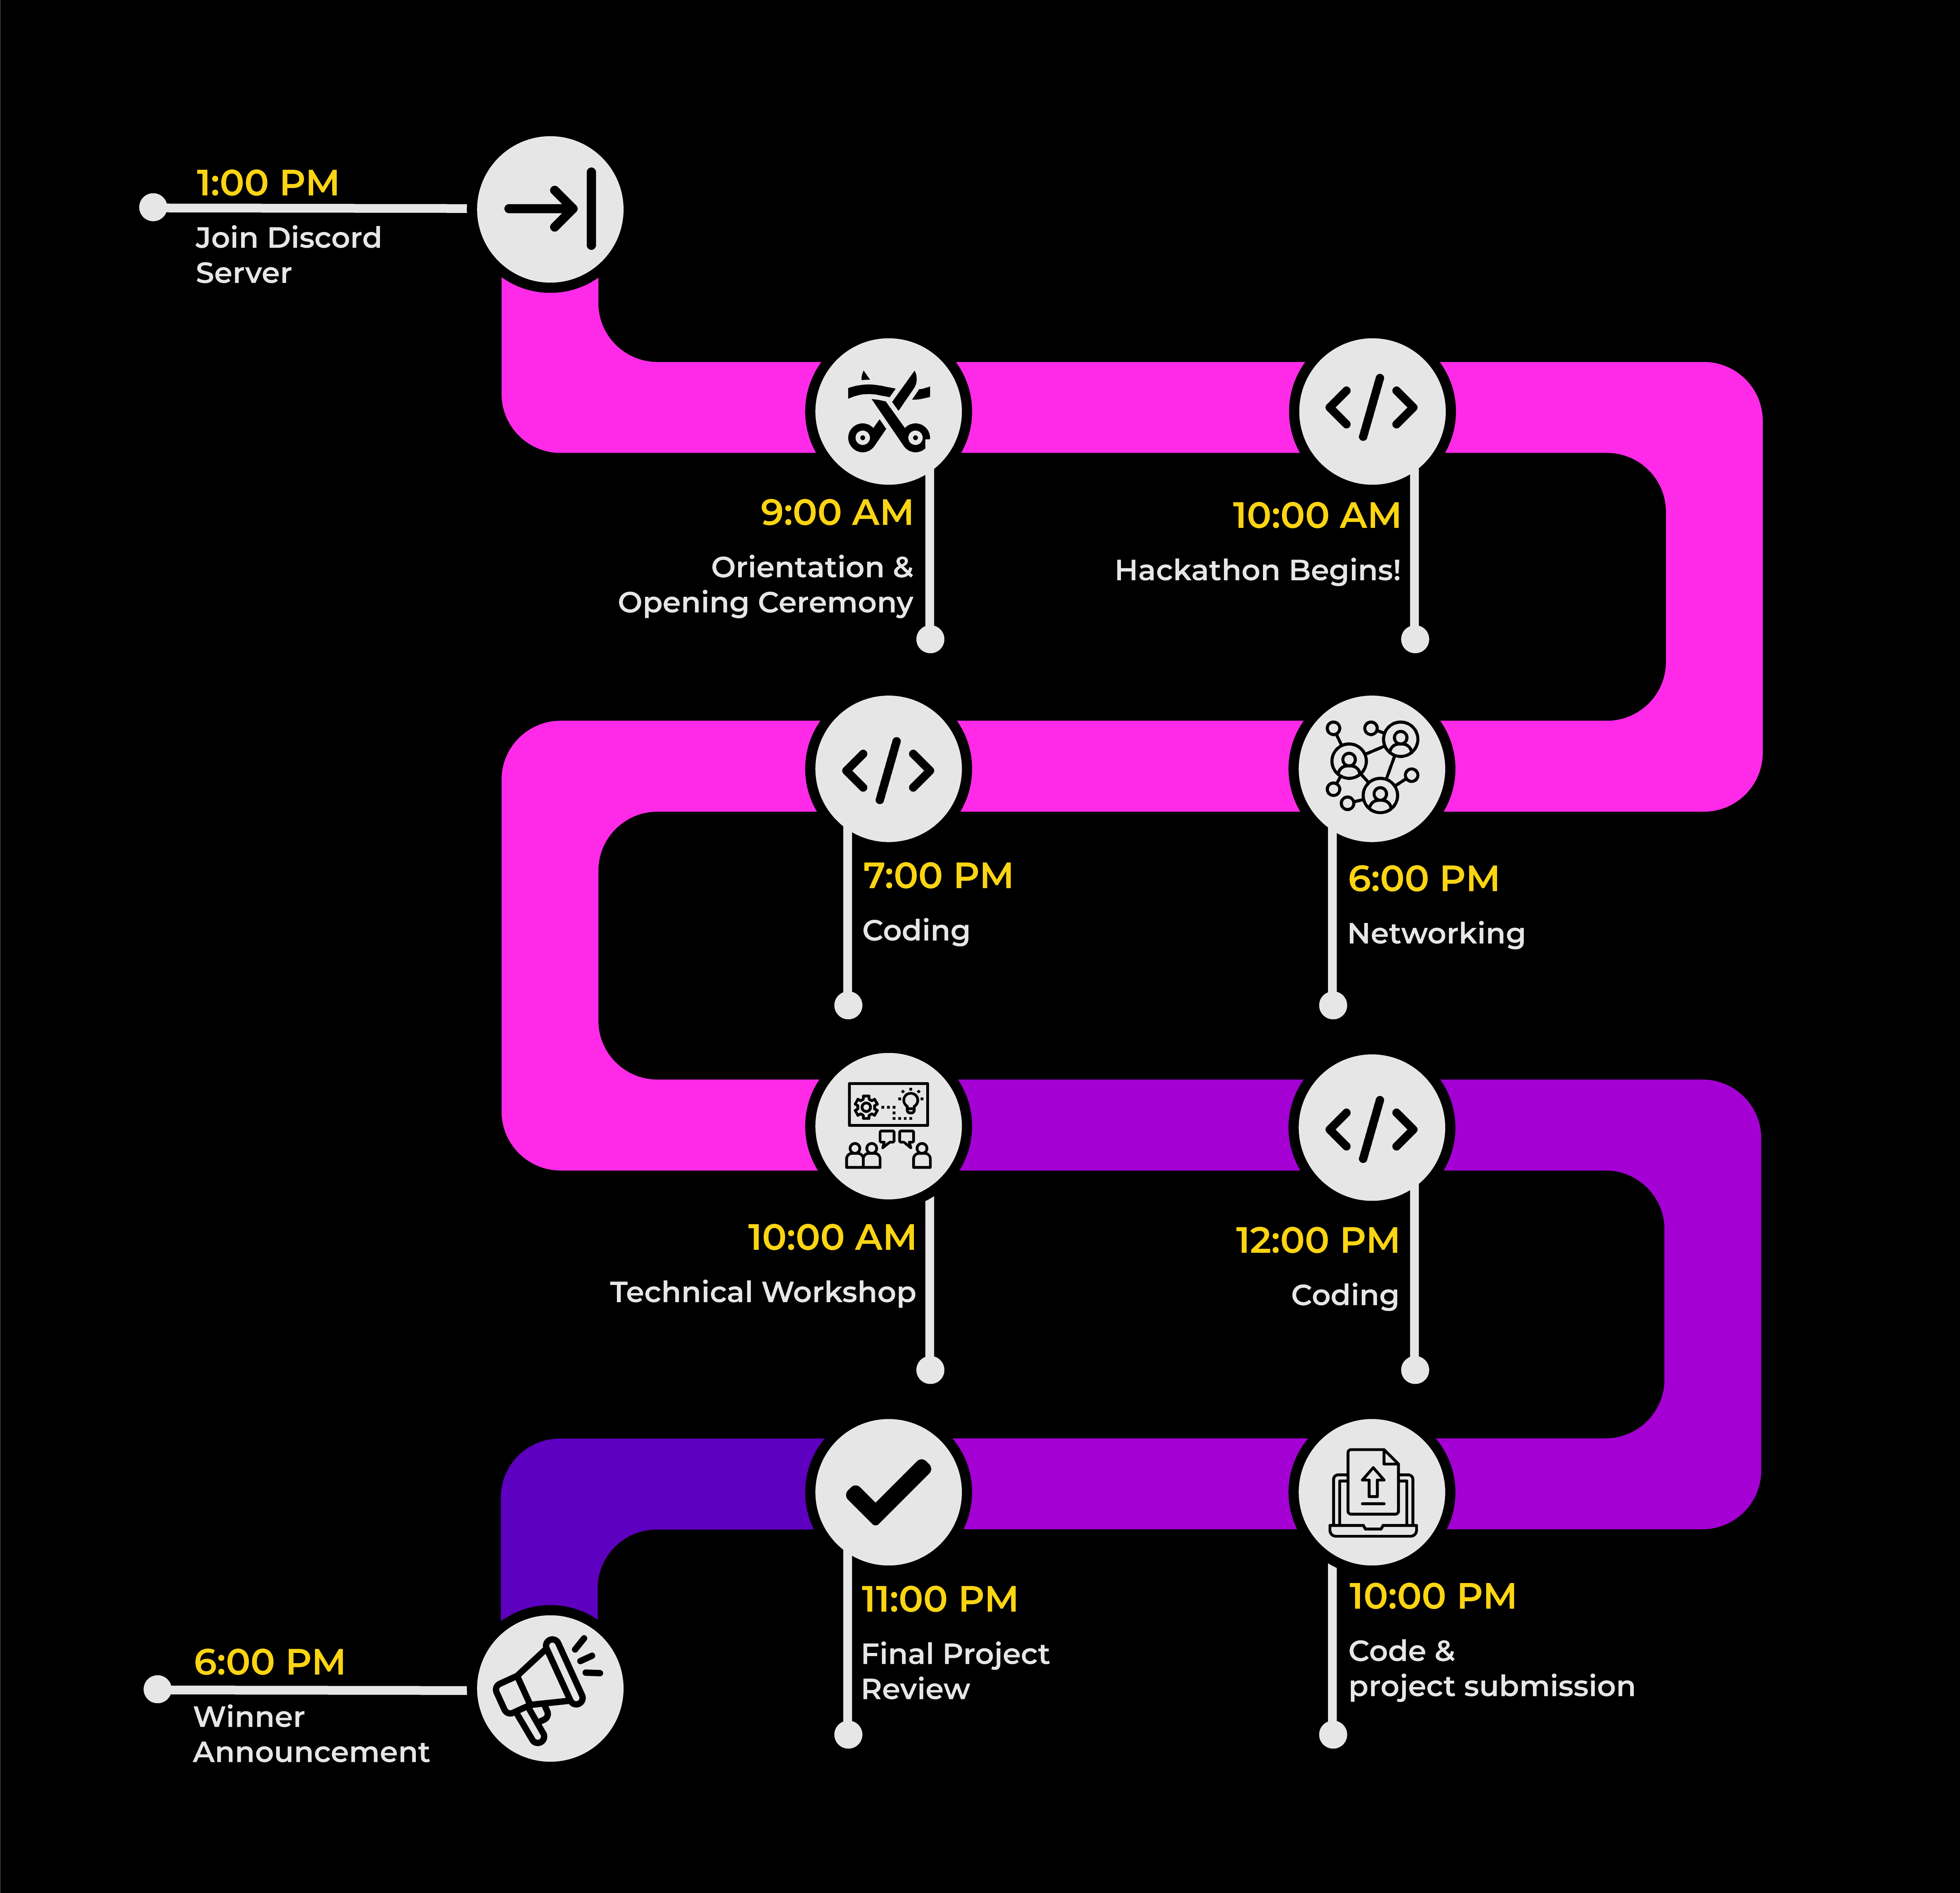 1:00 PM
Join Discord
Server
9:00 AM
Orientation &
Opening Ceremony
10:00 AM
Hackathon Begins!
6:00 PM
Networking
7:00 PM
Coding
10:00 AM
Technical Workshop
12:00 PM
Coding
10:00 PM
Code &
project submission
11:00 PM
Final Project
Review
6:00 PM
Winner
Announcement